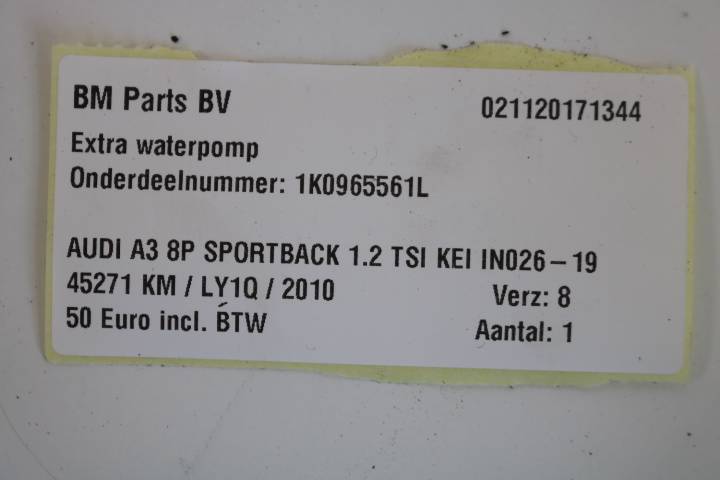 BM Parts BV 021120171344
Extra waterpomp
Onderdeelnummer: 1K0965561L
AUDI A3 8P SPORTBACK 1.2 TSI KEI IN026-19
45271 KM / LY1Q / 2010 Verz: 8
50 Euro incl. BTW Aantal: 1